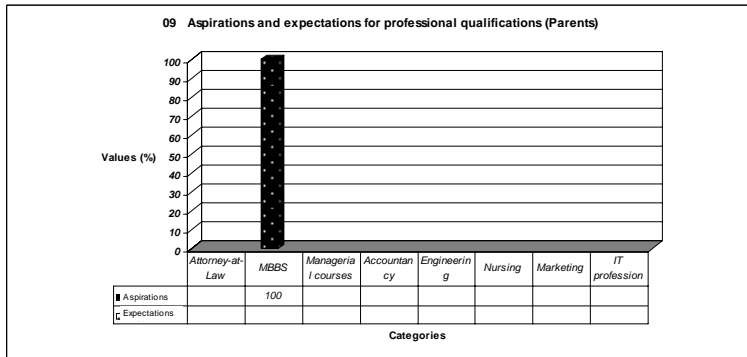 09 Aspirations and expectations for professional qualifications (Parents)
100
90
80
70
60
50
40
30
20
10
0
Values (%)
Attorney-at-
Law
MBBS
Manageria
l courses
Accountan
cy
Engineerin
g
Nursing
Marketing
IT
profession
Aspirations
100
Expectations
Categories